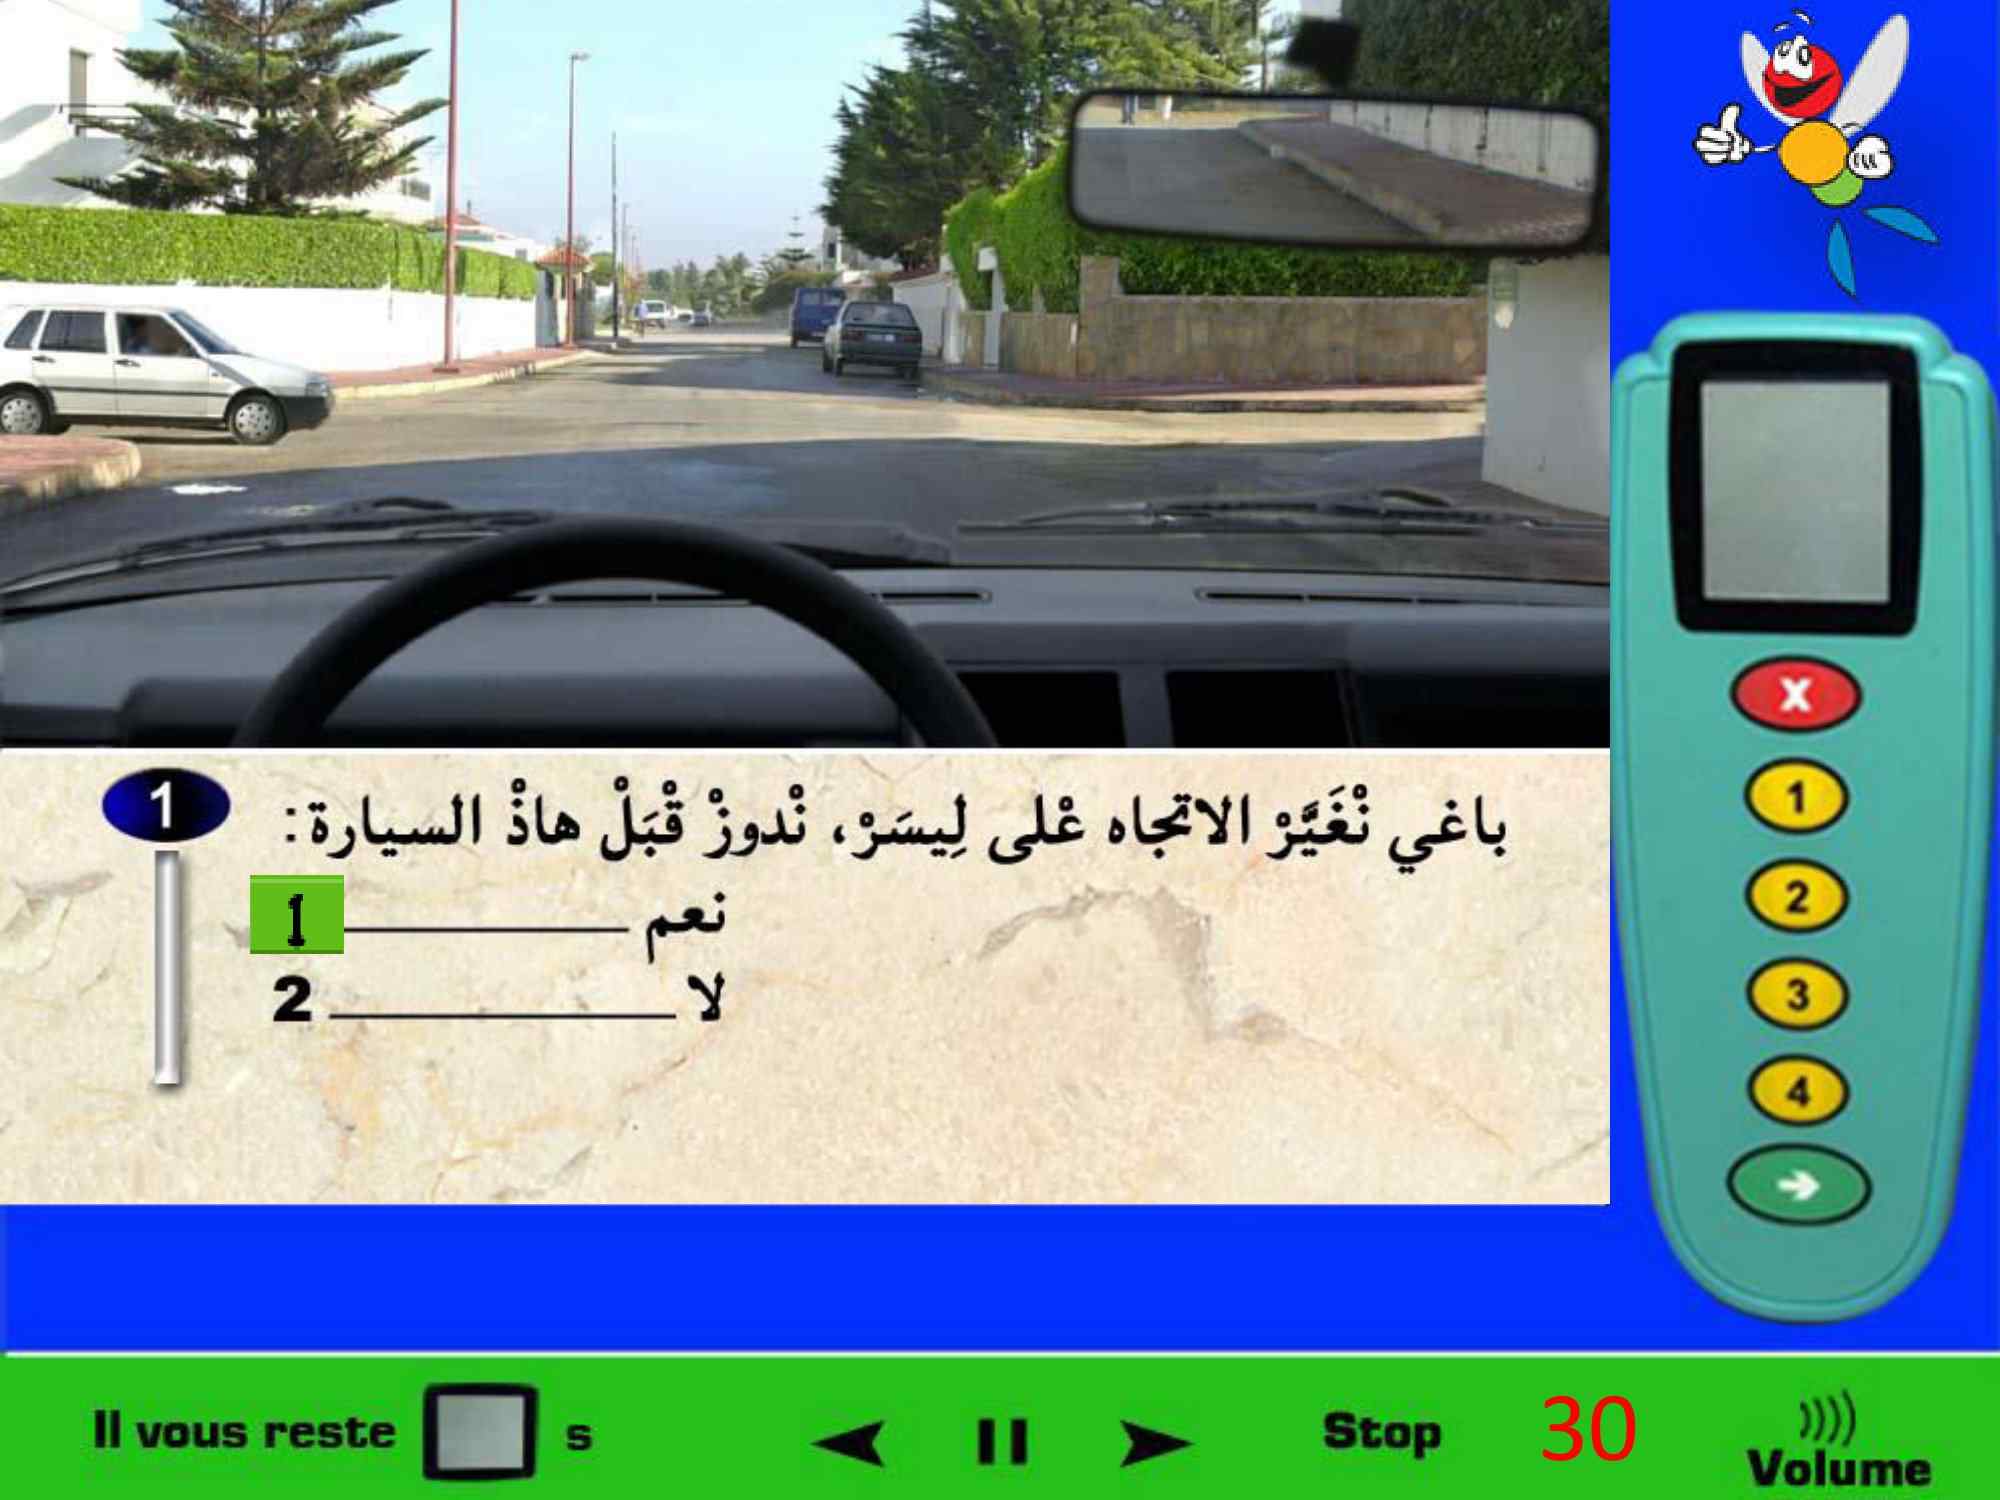 1
باغي نْغَيَّرْ الاتجاه عْلى لِيسَرْ، نْدوزْ قْبَلْ هاذْ السيارة:
نعم 1
لا 2
X
1
2
3
4
Il vous reste s
Stop
30
Volume